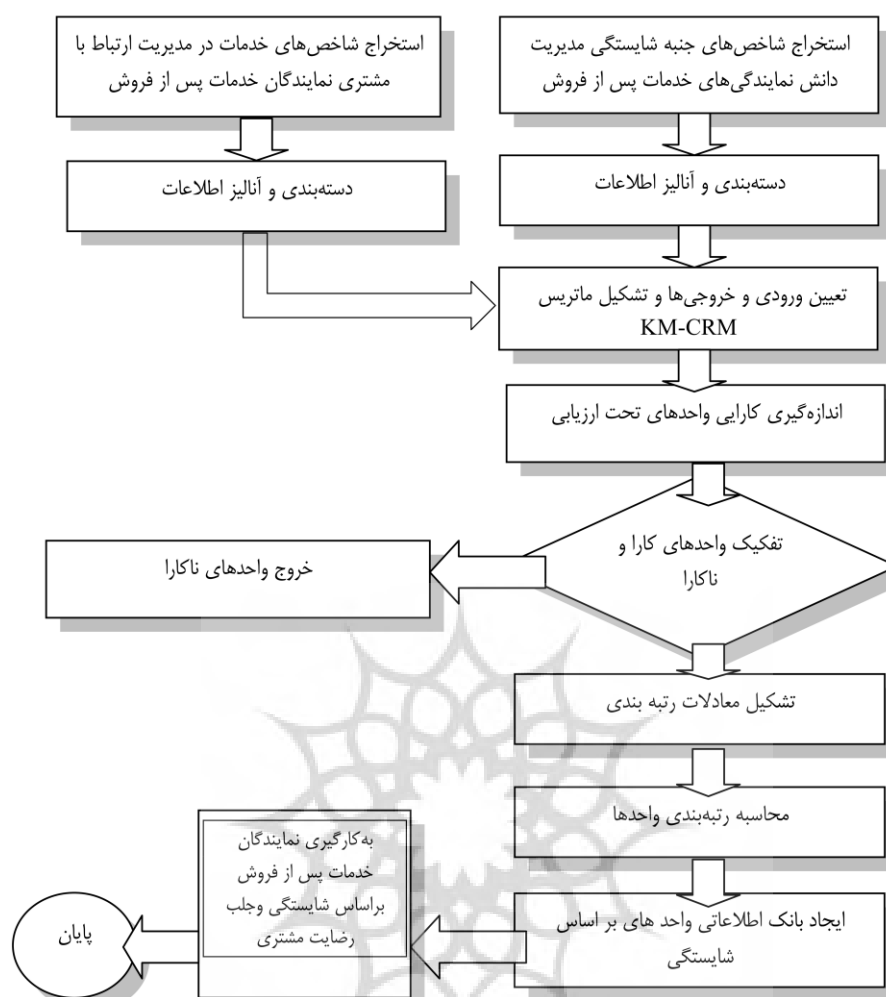 استخراج شاخص‌های جنبه شایستگی مدیریت
دانش نمایندگی‌های خدمات پس از فروش
استخراج شاخص‌های خدمات در مدیریت ارتباط با
مشتری نمایندگان خدمات پس از فروش
دسته‌بندی و آنالیز اطلاعات
دسته‌بندی و آنالیز اطلاعات
تعیین ورودی و خروجی‌ها و تشکیل ماتریس
KM-CRM
اندازه‌گیری کارایی واحدهای تحت ارزیابی
تفکیک واحدهای کارا و
ناکارا
خروج واحدهای ناکارا
تشکیل معادلات رتبه بندی
محاسبه رتبه‌بندی واحدها
ایجاد بانک اطلاعاتی واحد های بر اساس
شایستگی
به‌کارگیری نمایندگان
خدمات پس از فروش
براساس شایستگی وجلب
رضایت مشتری
پایان